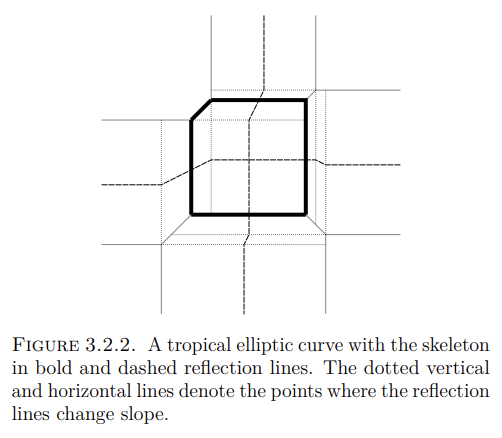 FIGURE 3.2.2. A tropical elliptic curve with the skeleton
in bold and dashed reflection lines. The dotted vertical
and horizontal lines denote the points where the reflection
lines change slope.